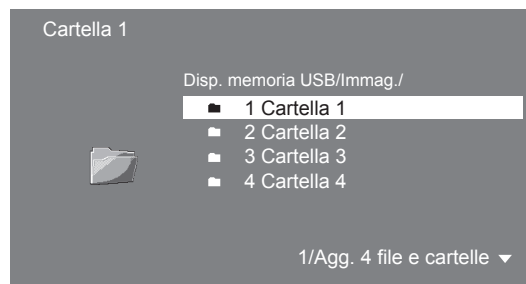 Cartella 1
Disp. memoria USB/Immag./
1 Cartella 1
2 Cartella 2
3 Cartella 3
4 Cartella 4
1/Agg. 4 file e cartelle